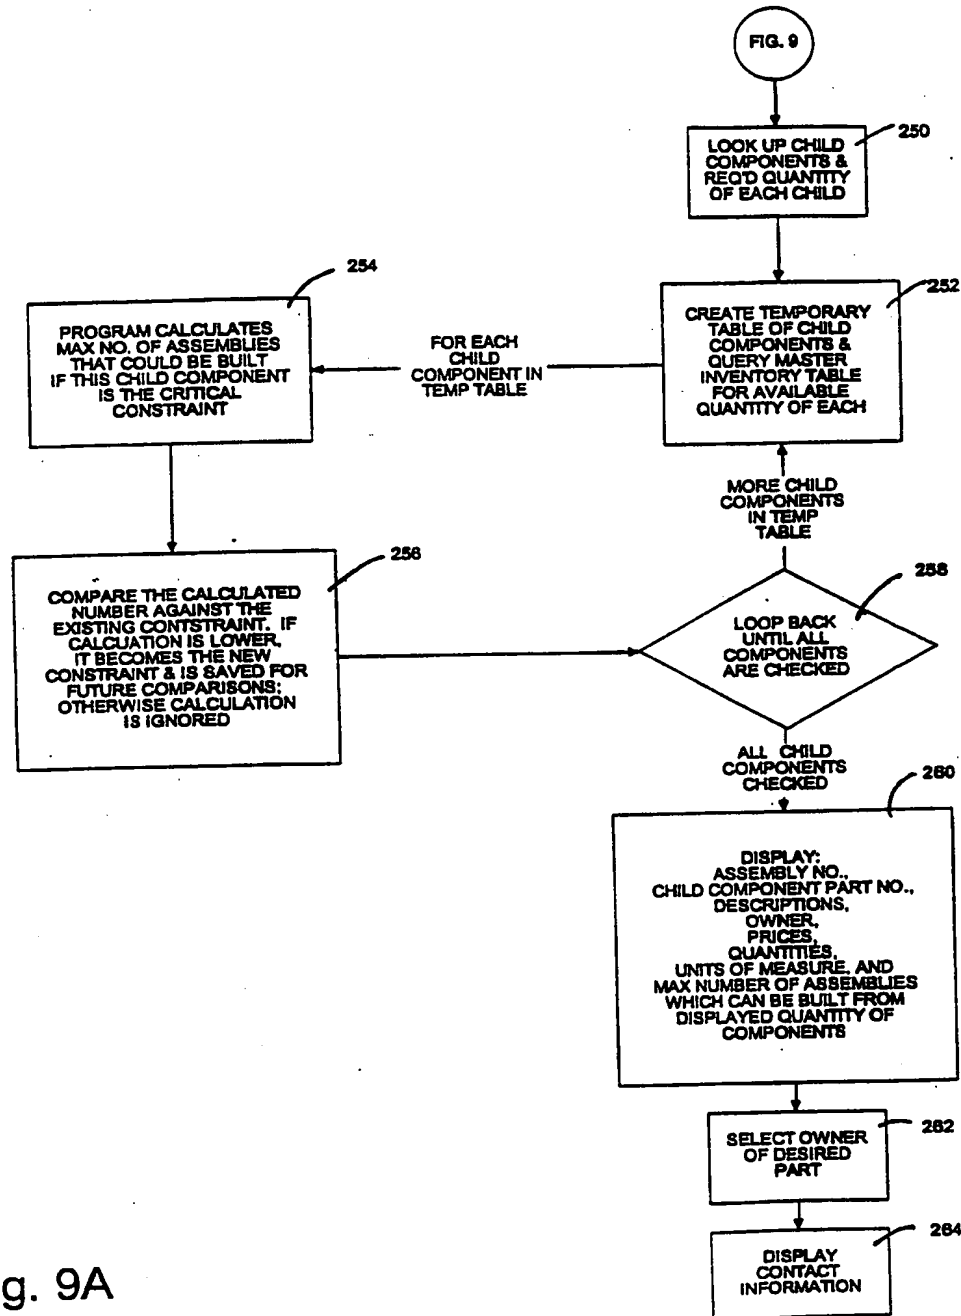 FIG. 9
250
LOOK UP CHILD
COMPONENTS &
REQ'D QUANTITY
OF EACH CHILD
254
252
PROGRAM CALCULATES
MAX NO. OF ASSEMBLIES
THAT COULD BE BUILT
IF THIS CHILD COMPONENT
IS THE CRITICAL
CONSTRAINT
FOR EACH
CHILD
COMPONENT IN
TEMP TABLE
CREATE TEMPORARY
TABLE OF CHILD
COMPONENTS &
QUERY MASTER
INVENTORY TABLE
FOR AVAILABLE
QUANTITY OF EACH
MORE CHILD
COMPONENTS
IN TEMP
TABLE
256
COMPARE THE CALCULATED
NUMBER AGAINST THE
EXISTING CONTSTRAINT. IF
CALCUATION IS LOWER,
IT BECOMES THE NEW
CONSTRAINT & IS SAVED FOR
FUTURE COMPARISONS;
OTHERWISE CALCULATION
IS IGNORED
258
LOOP BACK
UNTIL ALL
COMPONENTS
ARE CHECKED
ALL CHILD
COMPONENTS
CHECKED
260
DISPLAY:
ASSEMBLY NO.,
CHILD COMPONENT PART NO.,
DESCRIPTIONS,
OWNER,
PRICES,
QUANTITIES,
UNITS OF MEASURE, AND
MAX NUMBER OF ASSEMBLIES
WHICH CAN BE BUILT FROM
DISPLAYED QUANTITY OF
COMPONENTS
262
SELECT OWNER
OF DESIRED
PART
264
DISPLAY
CONTACT
INFORMATION
g. 9A